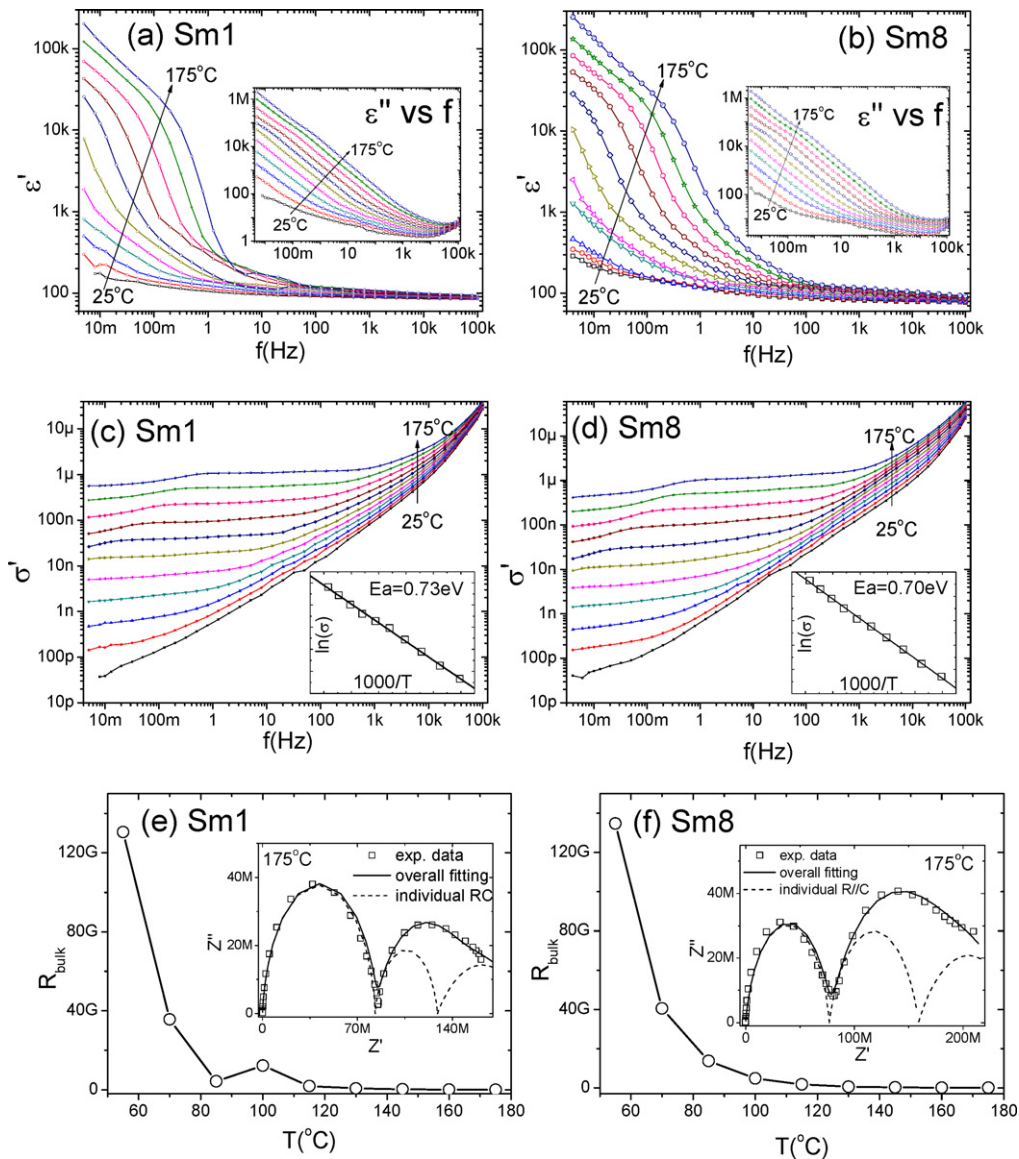 (a) Sm1
100k
10k
1k
100
ε'
10m 100m 1 10 100 1k 10k 100k
f(Hz)
175°C
25°C
1M
10k
100
1
ε'' vs f
175°C
25°C
100m 10 1k 100k
(b) Sm8
100k
10k
1k
100
ε'
10m 100m 1 10 100 1k 10k 100k
f(Hz)
175°C
25°C
1M
10k
100
ε'' vs f
175°C
25°C
100m 10 1k 100k
(c) Sm1
10µ
1µ
100n
10n
1n
100p
10p
σ'
10m 100m 1 10 100 1k 10k 100k
f(Hz)
175°C
25°C
Ea=0.73eV
ln(σ)
1000/T
(d) Sm8
10µ
1µ
100n
10n
1n
100p
10p
σ'
10m 100m 1 10 100 1k 10k 100k
f(Hz)
175°C
25°C
Ea=0.70eV
ln(σ)
1000/T
(e) Sm1
120G
80G
40G
0
Rbulk
60 80 100 120 140 160 180
T(°C)
175°C
exp. data
overall fitting
individual RC
40M
20M
0
Z''
0 70M 140M
Z'
(f) Sm8
120G
80G
40G
0
Rbulk
60 80 100 120 140 160 180
T(°C)
175°C
exp. data
overall fitting
individual R//C
60M
40M
20M
0
Z''
0 100M 200M
Z'